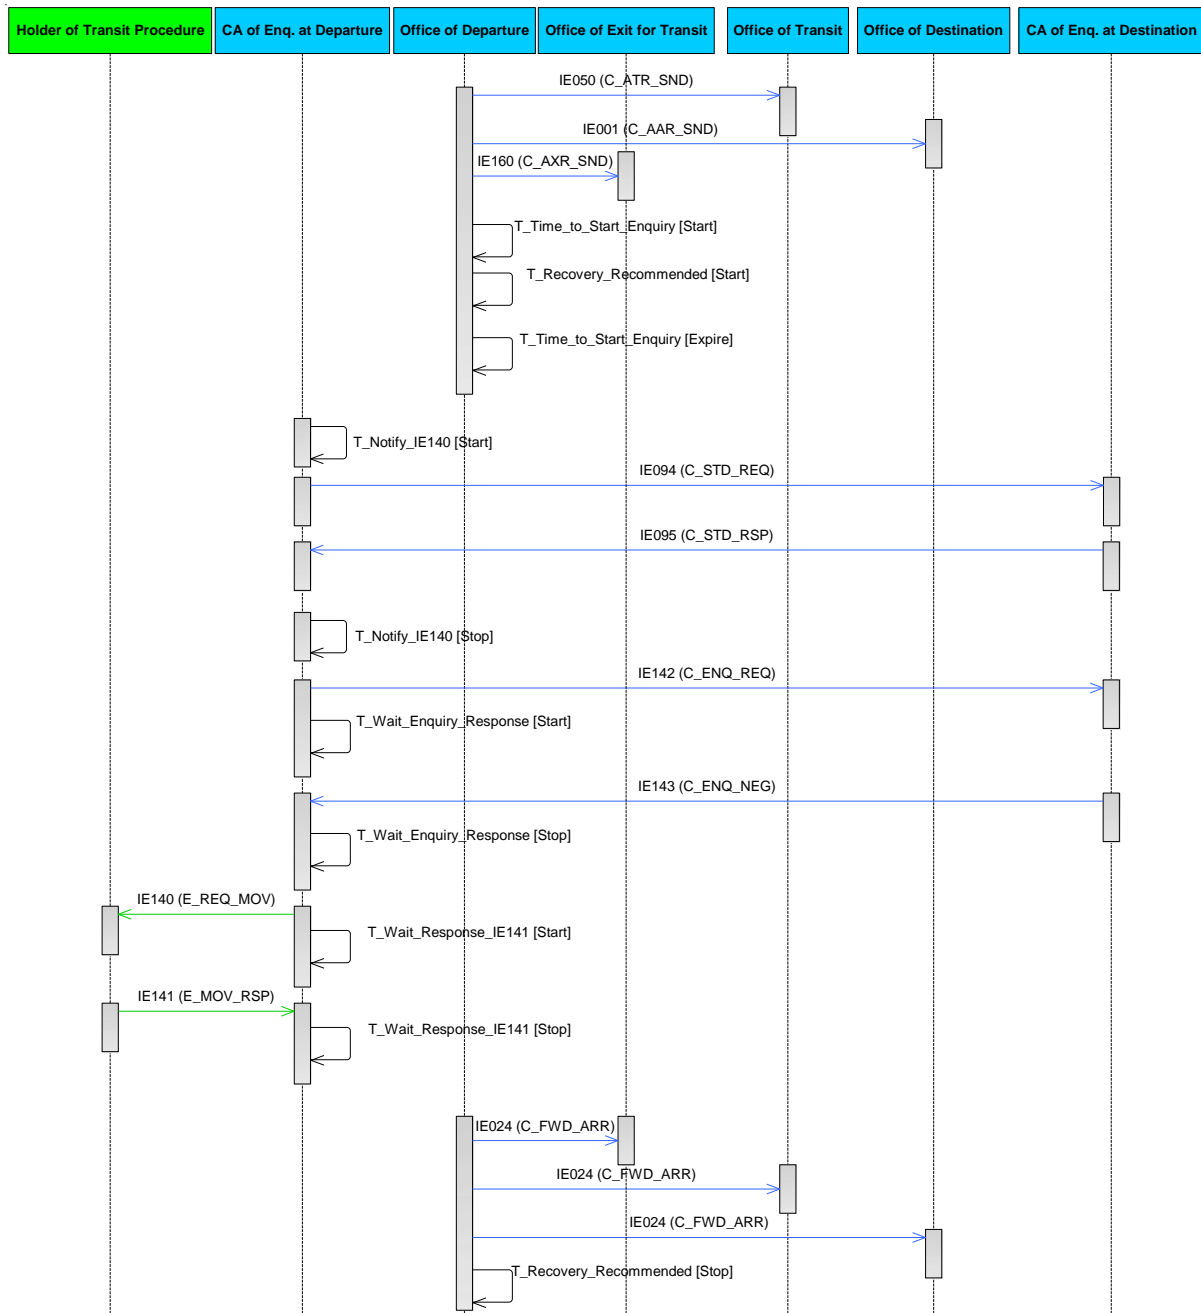 Holder of Transit Procedure
CA of Enq. at Departure
Office of Departure
Office of Exit for Transit
Office of Transit
Office of Destination
CA of Enq. at Destination
IE050 (C_ATR_SND)
IE001 (C_AAR_SND)
IE160 (C_AXR_SND)
T_Time_to_Start_Enquiry [Start]
T_Recovery_Recommended [Start]
T_Time_to_Start_Enquiry [Expire]
T_Notify_IE140 [Start]
IE094 (C_STD_REQ)
IE095 (C_STD_RSP)
T_Notify_IE140 [Stop]
IE142 (C_ENQ_REQ)
T_Wait_Enquiry_Response [Start]
IE143 (C_ENQ_NEG)
T_Wait_Enquiry_Response [Stop]
IE140 (E_REQ_MOV)
T_Wait_Response_IE141 [Start]
IE141 (E_MOV_RSP)
T_Wait_Response_IE141 [Stop]
IE024 (C_FWD_ARR)
IE024 (C_FWD_ARR)
IE024 (C_FWD_ARR)
T_Recovery_Recommended [Stop]